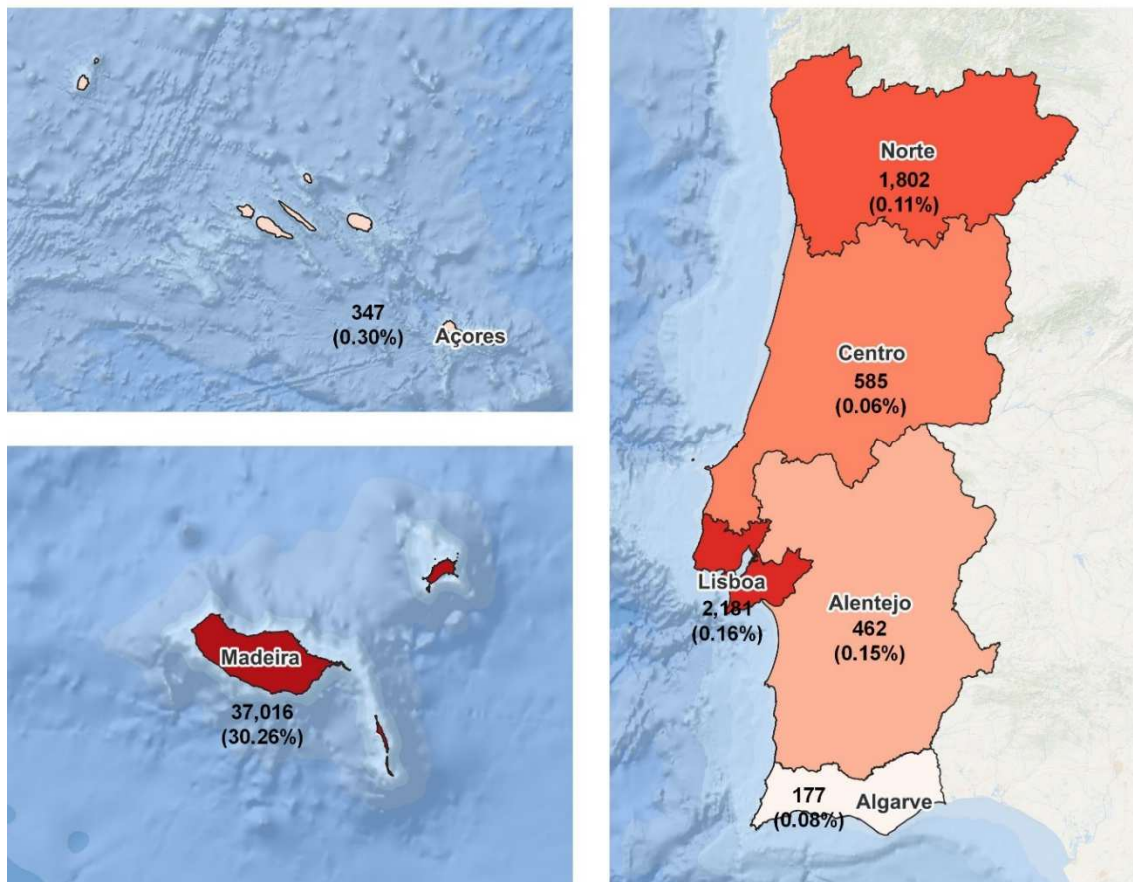 347
(0.30%)
Açores
Madeira
37,016
(30.26%)
Norte
1,802
(0.11%)
Centro
585
(0.06%)
Lisboa
2,181
(0.16%)
Alentejo
462
(0.15%)
177
(0.08%)
Algarve